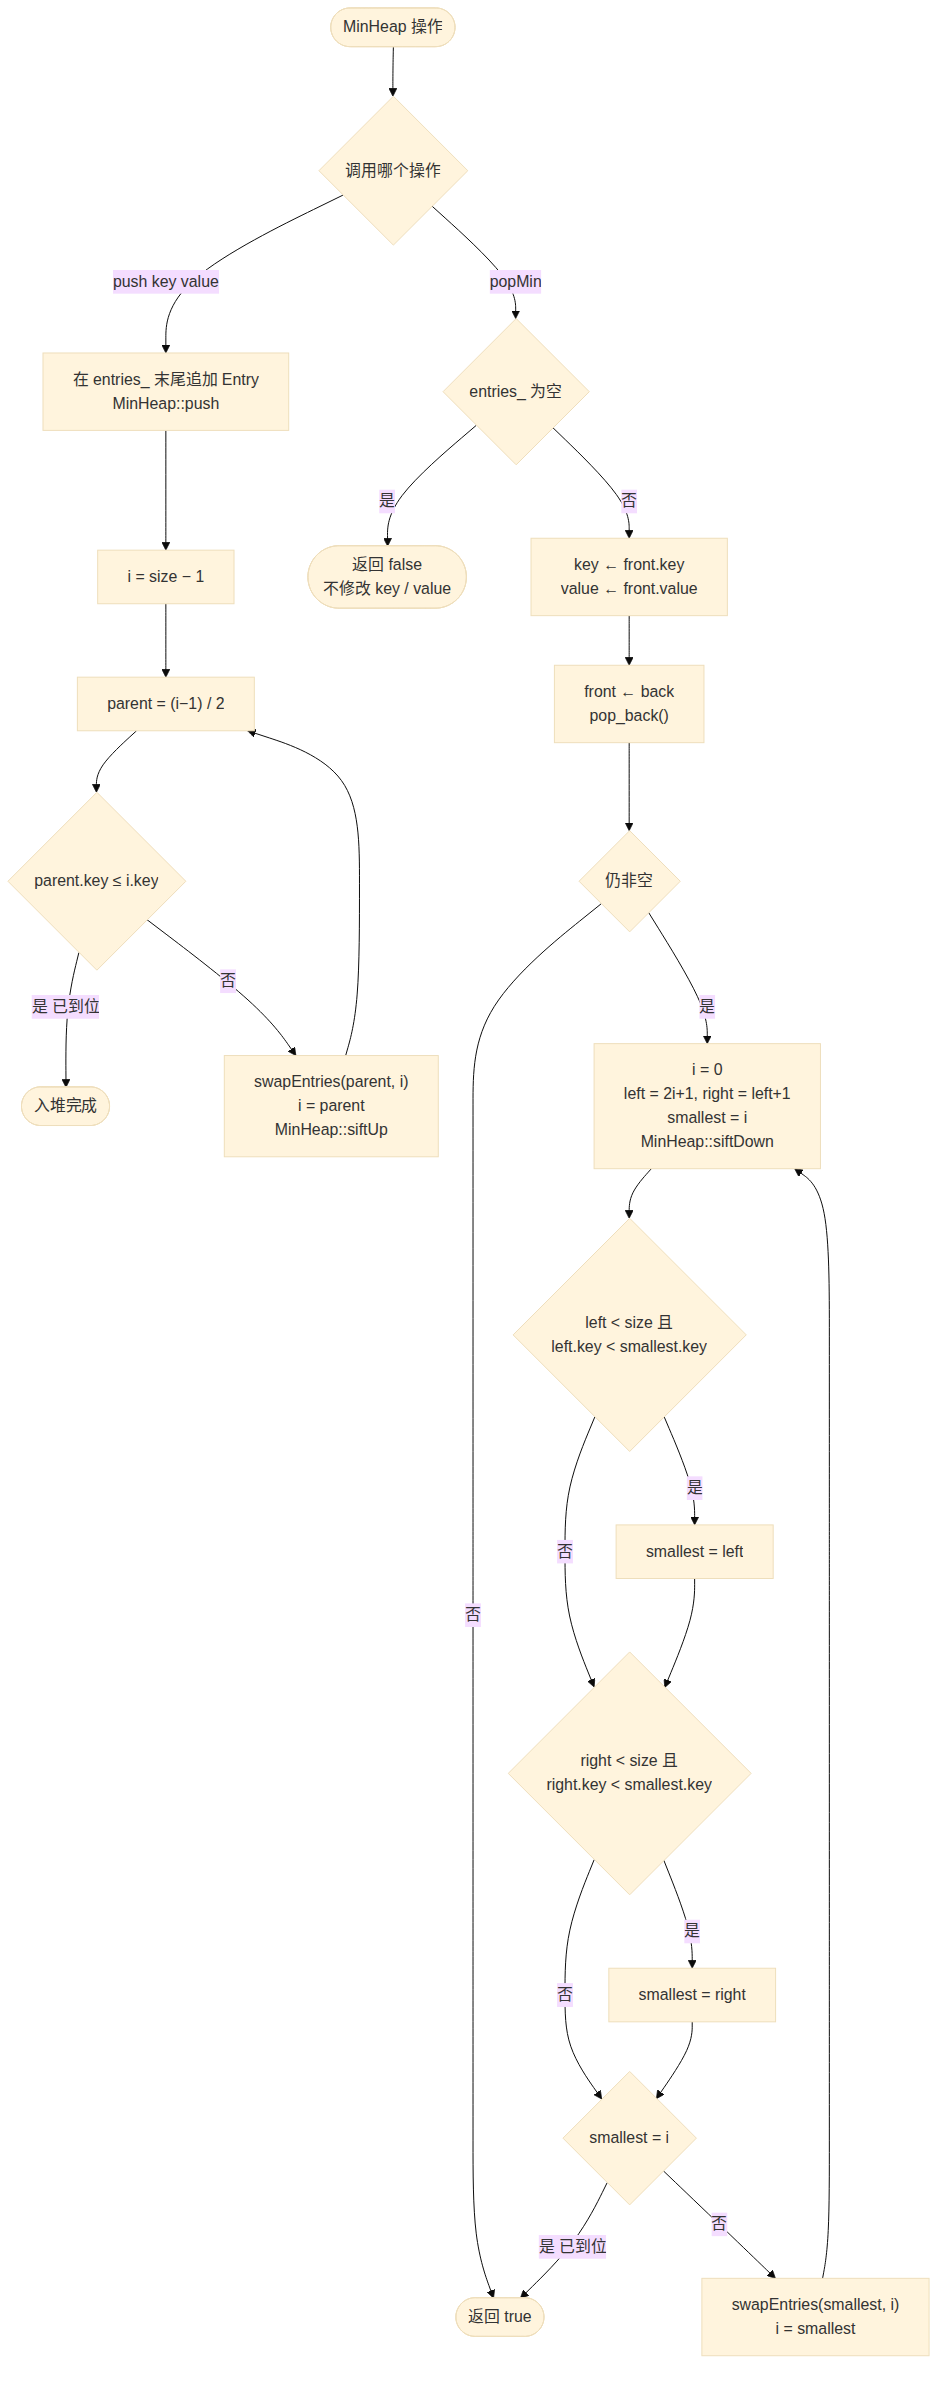 MinHeap 操作
调用哪个操作
push key value
popMin
在 entries_ 末尾追加 Entry
MinHeap::push
entries_ 为空
是
否
i = size − 1
返回 false
不修改 key / value
key ← front.key
value ← front.value
parent = (i−1) / 2
front ← back
pop_back()
parent.key ≤ i.key
仍非空
是 已到位
否
是
入堆完成
swapEntries(parent, i)
i = parent
MinHeap::siftUp
i = 0
left = 2i+1, right = left+1
smallest = i
MinHeap::siftDown
left < size 且
left.key < smallest.key
是
否
smallest = left
否
right < size 且
right.key < smallest.key
是
否
smallest = right
smallest = i
是 已到位
否
返回 true
swapEntries(smallest, i)
i = smallest